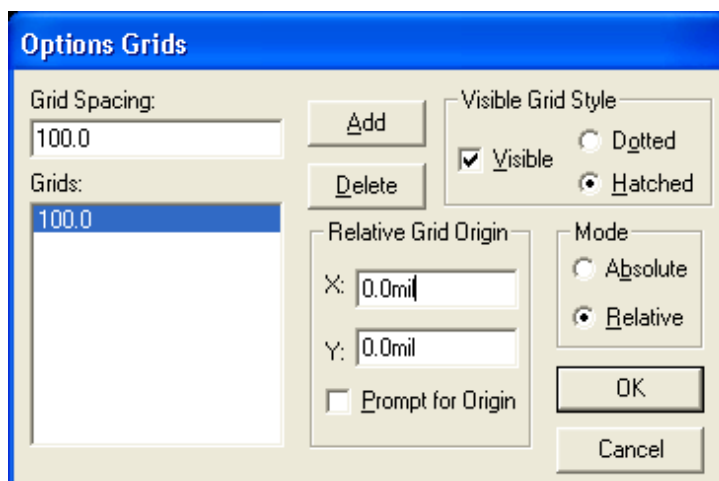 Options Grids
Grid Spacing:
100.0
Add
Delete
Grids:
100.0
Visible Grid Style
Visible
Dotted
Hatched
Relative Grid Origin
X: 0.0mil
Y: 0.0mil
Prompt for Origin
Mode
Absolute
Relative
OK
Cancel